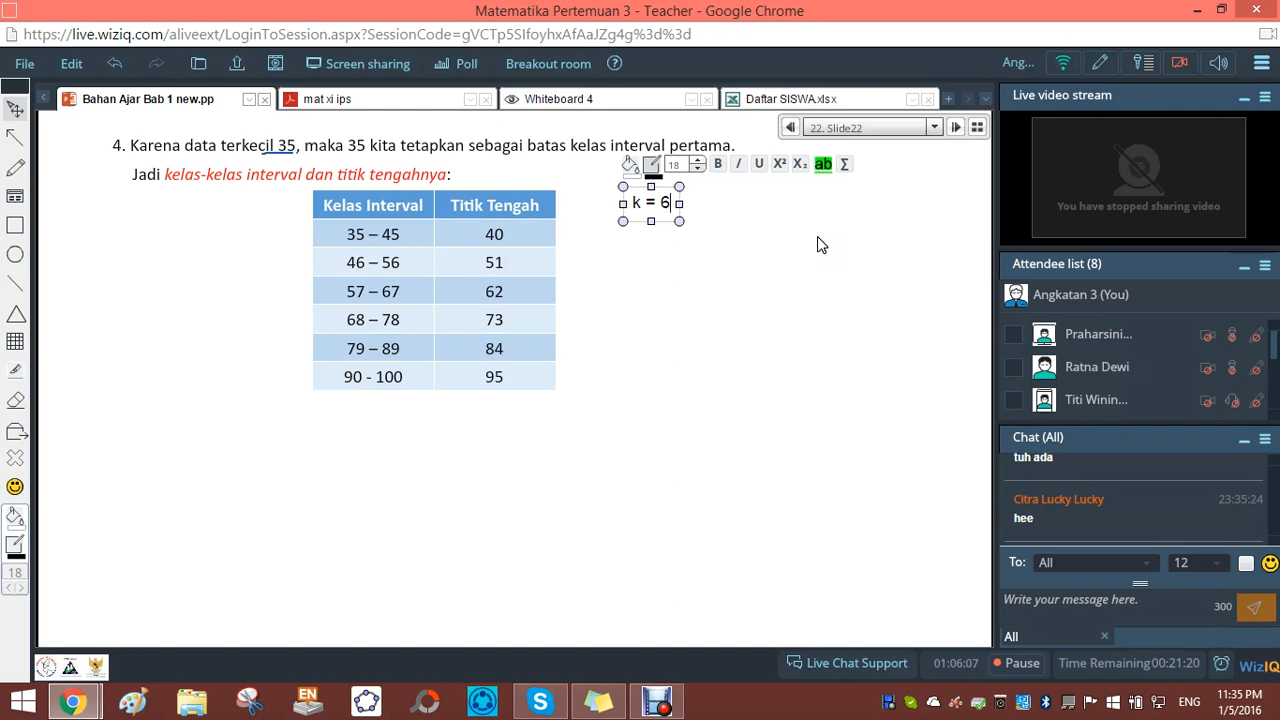 Matematika Pertemuan 3 - Teacher - Google Chrome
https://live.wiziq.com/aliveext/LoginToSession.aspx?SessionCode=gVCTp5SIfoyhxAfAaJZg4g%3d%3d
File Edit Screen sharing Poll Breakout room ? Ang...
Bahan Ajar Bab 1 new.pp
mat xi ips
Whiteboard 4
Daftar SISWA.xlsx
22. Slide22
4. Karena data terkecil 35, maka 35 kita tetapkan sebagai batas kelas interval pertama.
Jadi kelas-kelas interval dan titik tengahnya:
18 B I U X² X₂ ab Σ
k = 6
Kelas Interval Titik Tengah
35 – 45 40
46 – 56 51
57 – 67 62
68 – 78 73
79 – 89 84
90 - 100 95
18
Live video stream
You have stopped sharing video
Attendee list (8)
Angkatan 3 (You)
Praharsini...
Ratna Dewi
Titi Winin...
Chat (All)
tuh ada
Citra Lucky Lucky 23:35:24
hee
To: All 12
Write your message here. 300
All
Live Chat Support 01:06:07 Pause Time Remaining 00:21:20 WizIQ
EN
ENG
11:35 PM
1/5/2016